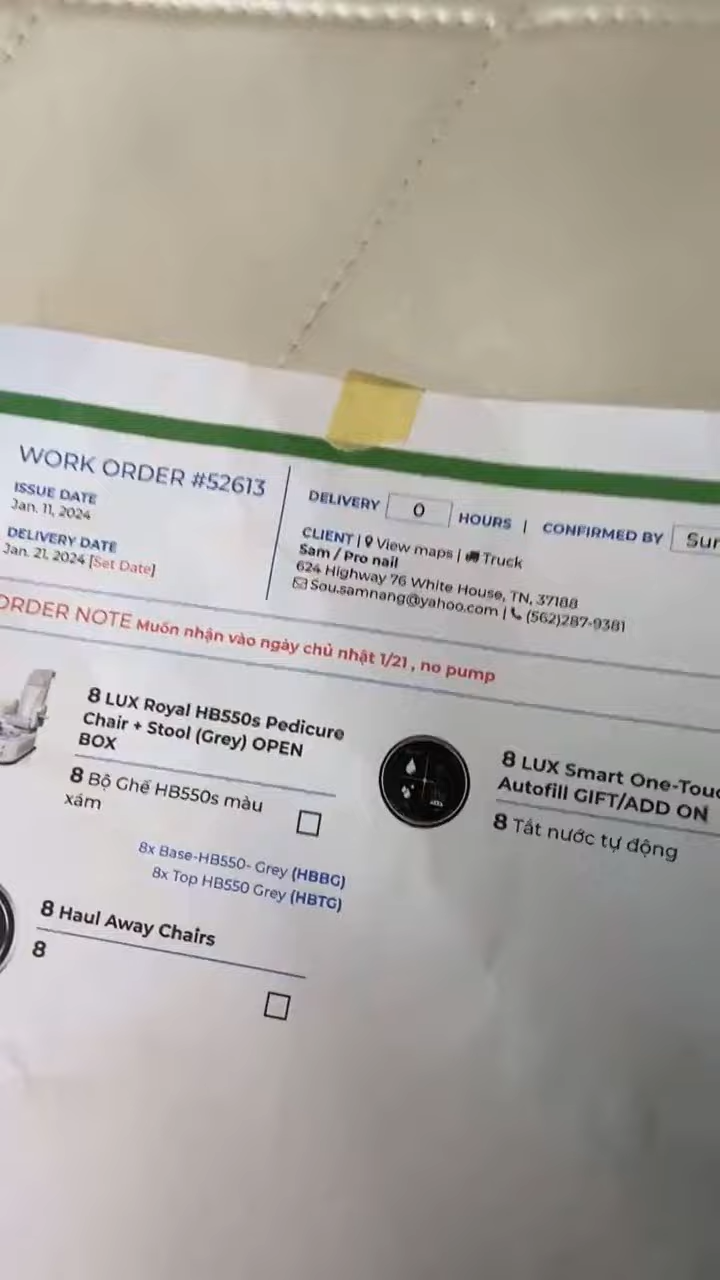 WORK ORDER #52613
ISSUE DATE
Jan. 11, 2024
DELIVERY DATE
Jan. 21, 2024 [Set Date]
DELIVERY 0 HOURS | CONFIRMED BY
CLIENT | View maps | Truck
Sam / Pro nail
624 Highway 76 White House, TN, 37188
Sou.samnang@yahoo.com | (562)287-9381
ORDER NOTE Muốn nhận vào ngày chủ nhật 1/21 , no pump
8 LUX Royal HB550s Pedicure
Chair + Stool (Grey) OPEN
BOX
8 Bộ Ghế HB550s màu
xám
8x Base-HB550- Grey (HBBG)
8x Top HB550 Grey (HBTG)
8 LUX Smart One-Touc
Autofill GIFT/ADD ON
8 Tắt nước tự động
8 Haul Away Chairs
8